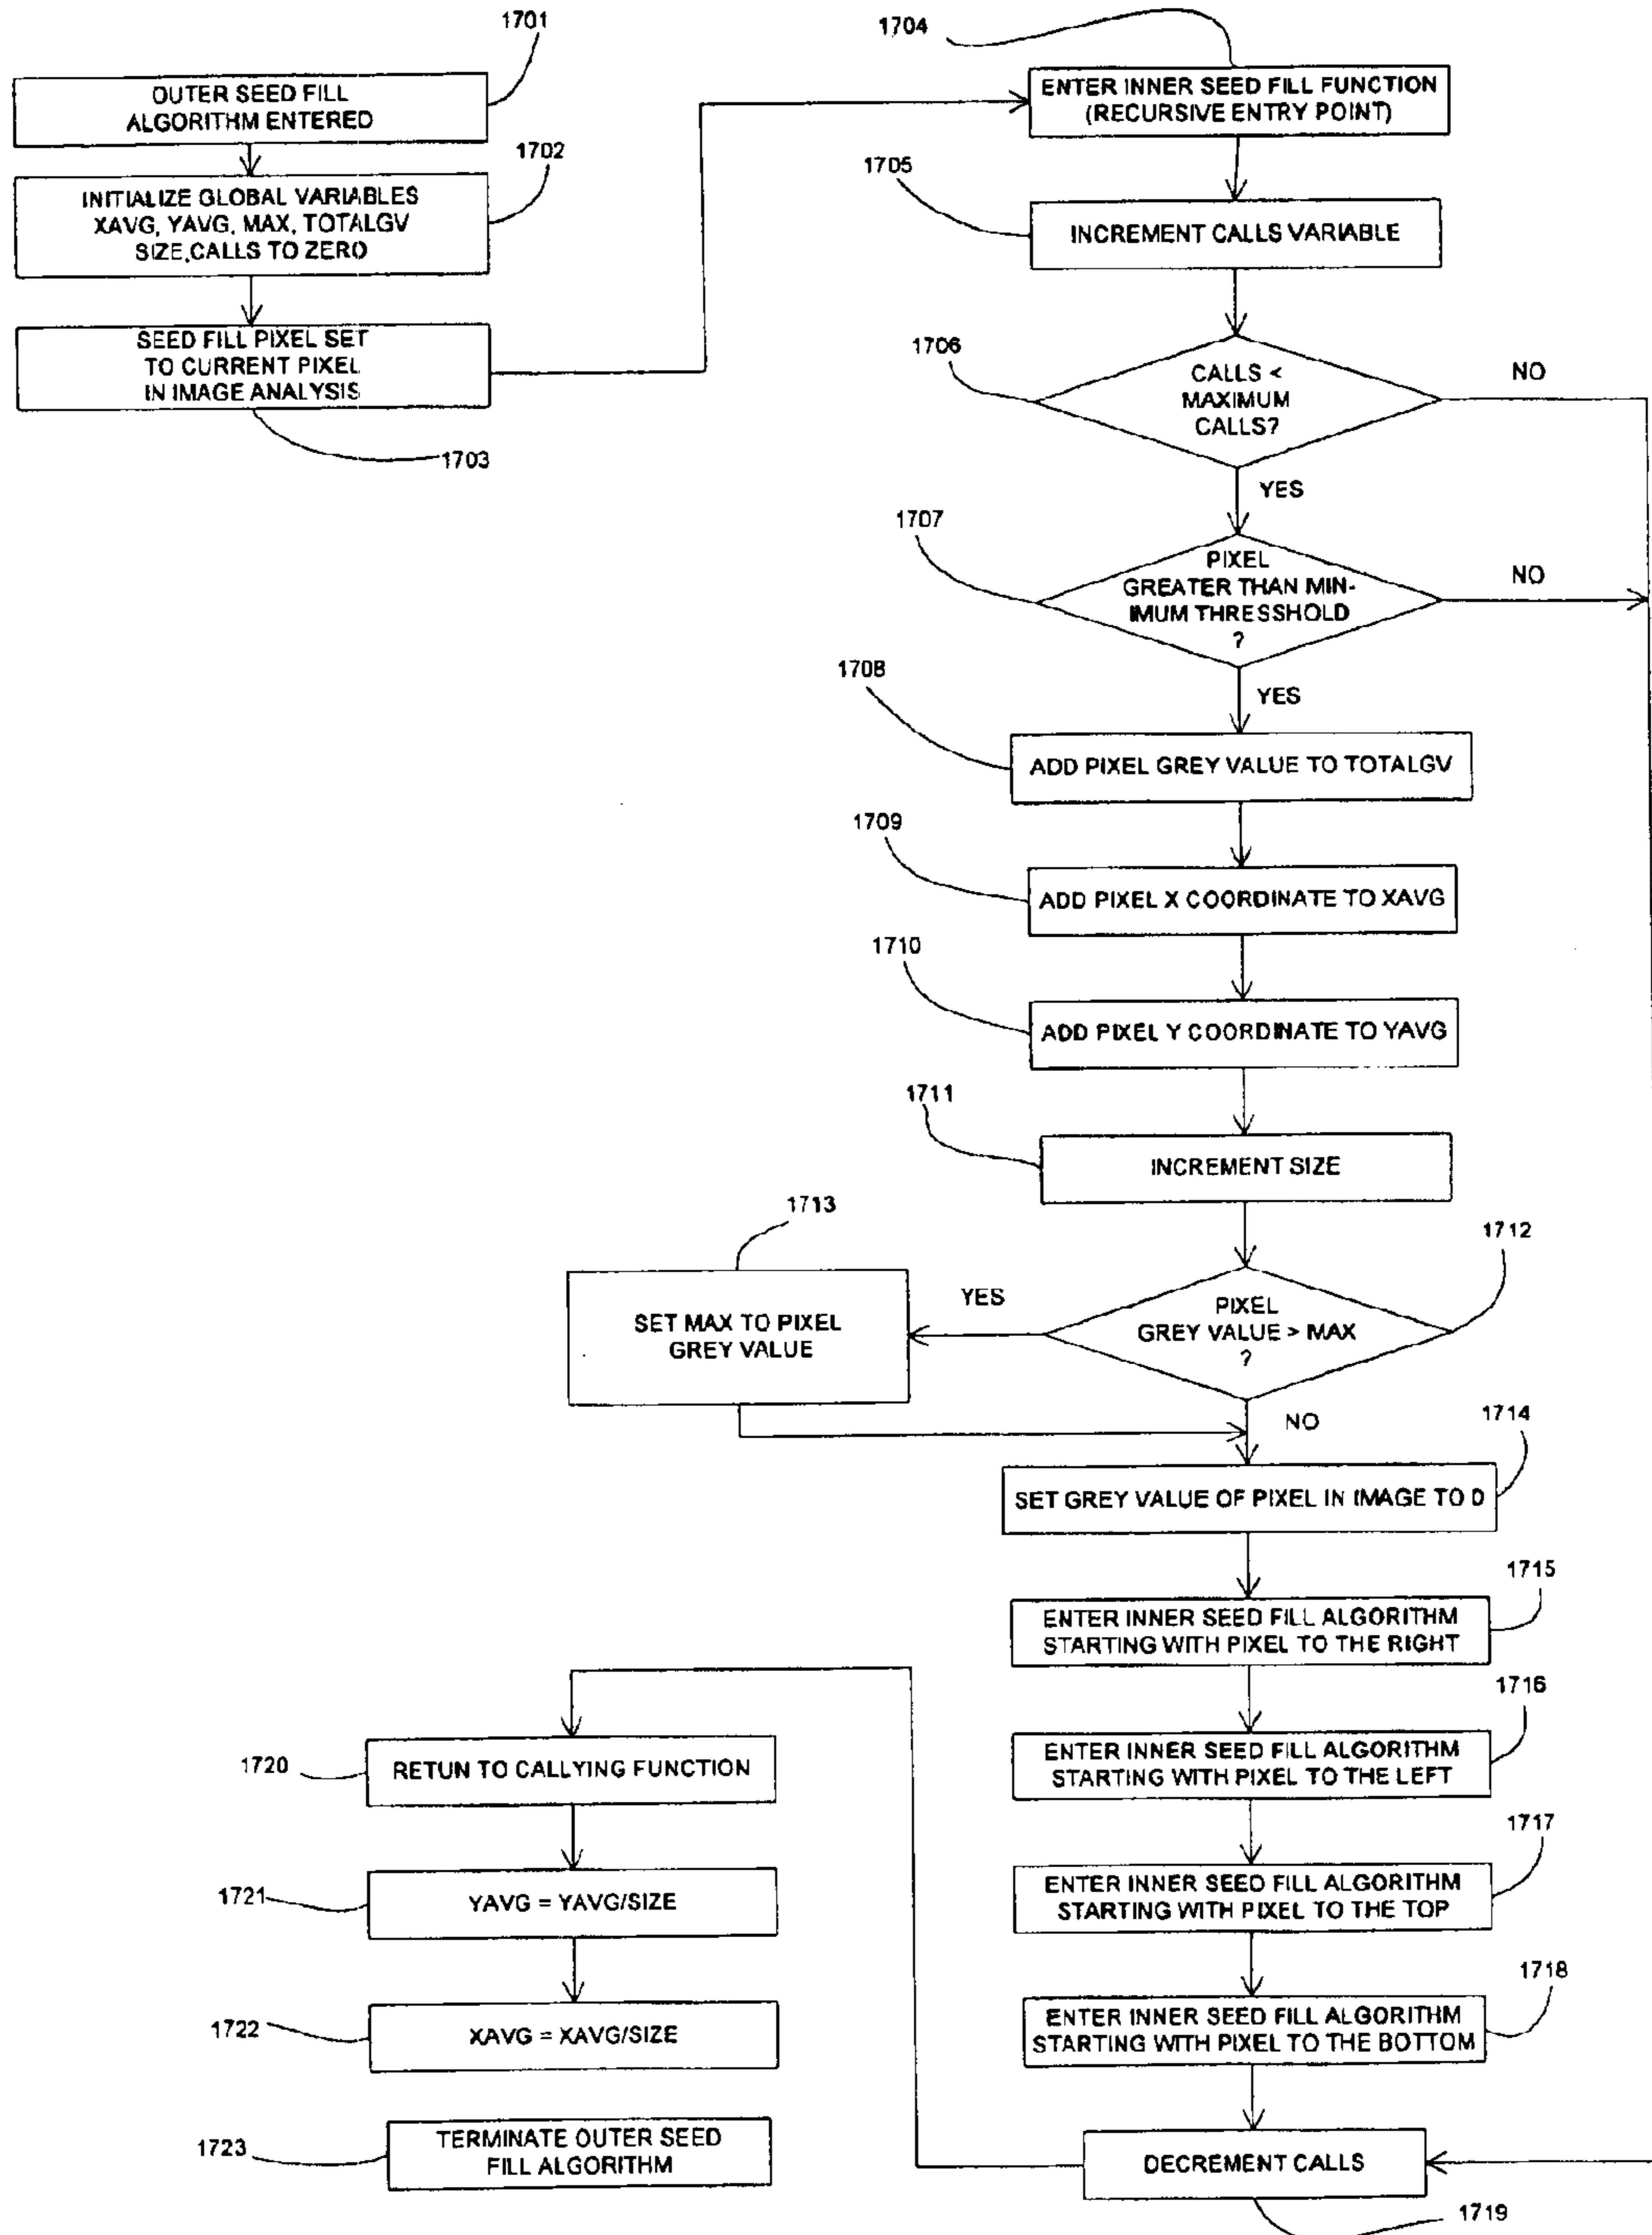 1701
OUTER SEED FILL
ALGORITHM ENTERED
1702
INITIALIZE GLOBAL VARIABLES
XAVG, YAVG, MAX, TOTALGV
SIZE,CALLS TO ZERO
SEED FILL PIXEL SET
TO CURRENT PIXEL
IN IMAGE ANALYSIS
1703
1704
ENTER INNER SEED FILL FUNCTION
(RECURSIVE ENTRY POINT)
1705
INCREMENT CALLS VARIABLE
1706
CALLS <
MAXIMUM
CALLS?
NO
YES
1707
PIXEL
GREATER THAN MIN-
IMUM THRESSHOLD
?
NO
YES
1708
ADD PIXEL GREY VALUE TO TOTALGV
1709
ADD PIXEL X COORDINATE TO XAVG
1710
ADD PIXEL Y COORDINATE TO YAVG
1711
INCREMENT SIZE
1712
PIXEL
GREY VALUE > MAX
?
YES
1713
SET MAX TO PIXEL
GREY VALUE
NO
1714
SET GREY VALUE OF PIXEL IN IMAGE TO 0
1715
ENTER INNER SEED FILL ALGORITHM
STARTING WITH PIXEL TO THE RIGHT
1716
ENTER INNER SEED FILL ALGORITHM
STARTING WITH PIXEL TO THE LEFT
1717
ENTER INNER SEED FILL ALGORITHM
STARTING WITH PIXEL TO THE TOP
1718
ENTER INNER SEED FILL ALGORITHM
STARTING WITH PIXEL TO THE BOTTOM
DECREMENT CALLS
1719
1720
RETUN TO CALLYING FUNCTION
1721
YAVG = YAVG/SIZE
1722
XAVG = XAVG/SIZE
1723
TERMINATE OUTER SEED
FILL ALGORITHM